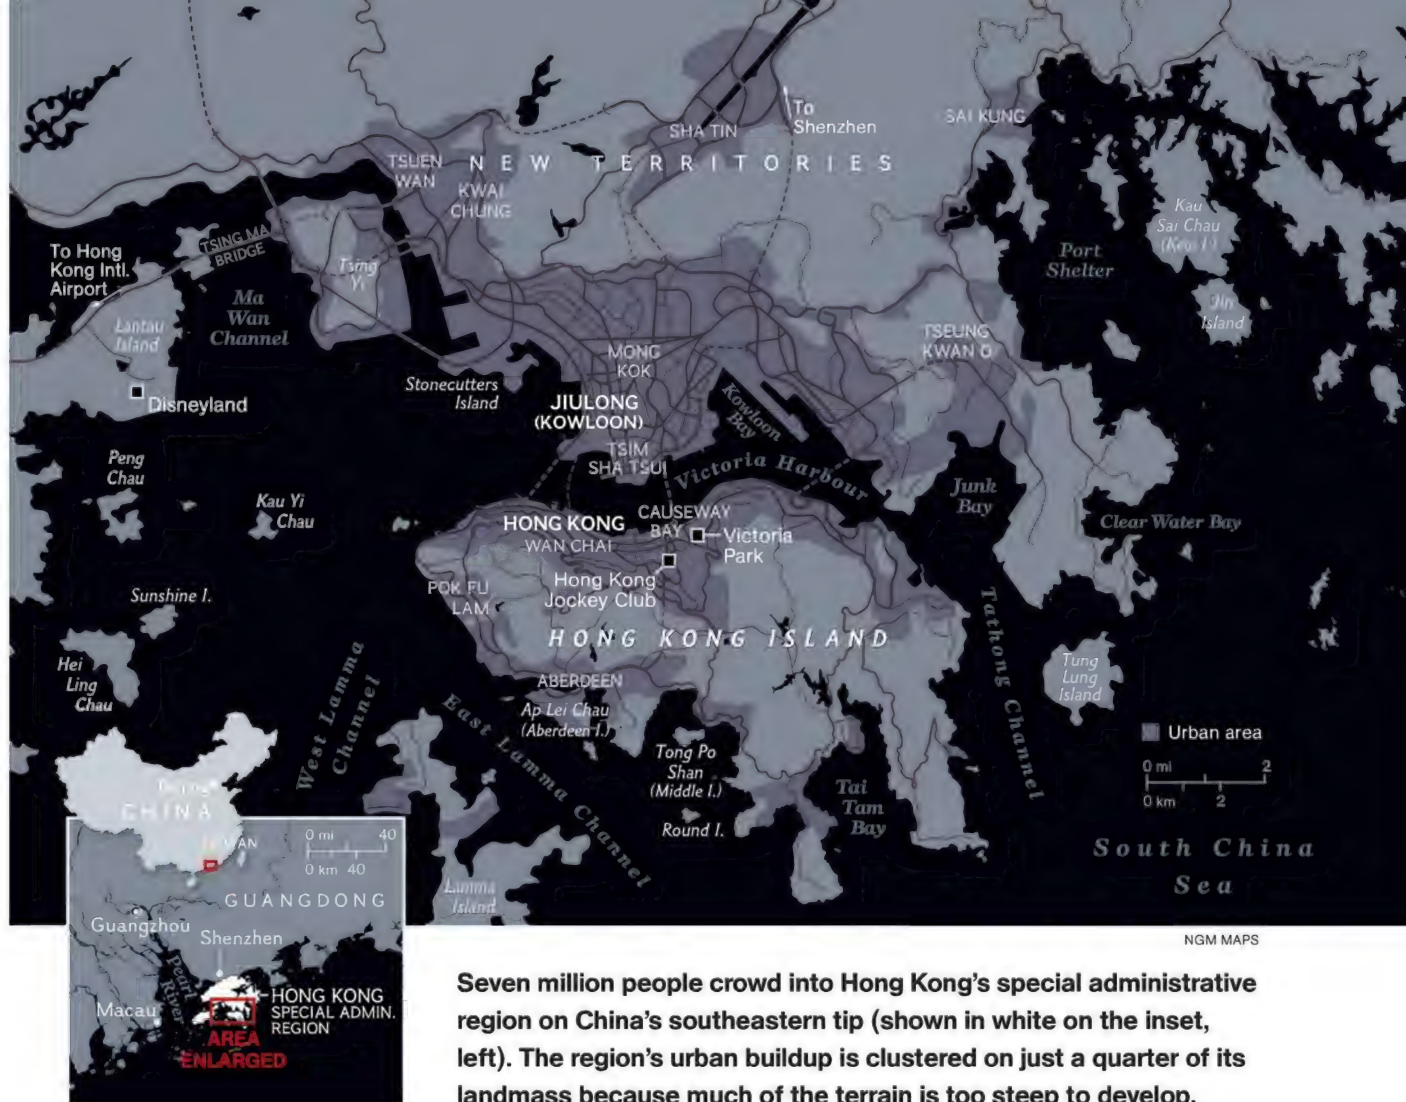 To
Shenzhen
SAI KUNG
SHA TIN
TSUEN
WAN
NEW TERRITORIES
KWAI
CHUNG
Kau
Sai Chau
TSING MA
BRIDGE
To Hong
Kong Intl.
Airport
Tsing
Yi
Port
Shelter
Ma
Wan
Channel
Lantau
Island
Jin
Island
TSEUNG
KWAN O
MONG
KOK
Stonecutters
Island
Disneyland
JIULONG
(KOWLOON)
Kowloon
Bay
TSIM
SHA TSUI
Victoria Harbour
Peng
Chau
Kau Yi
Chau
Junk
Bay
Clear Water Bay
HONG KONG
WAN CHAI
CAUSEWAY
BAY
Victoria
Park
Hong Kong
Jockey Club
POK FU
LAM
Sunshine I.
HONG KONG ISLAND
Tathong Channel
Hei
Ling
Chau
West Lamma
Channel
East Lamma Channel
ABERDEEN
Ap Lei Chau
(Aberdeen I.)
Tung
Lung
Island
Tong Po
Shan
(Middle I.)
Round I.
Tai
Tam
Bay
Urban area
0 mi 2
0 km 2
South China
Sea
Lamma
Island
CHINA
0 mi 40
0 km 40
GUANGDONG
Guangzhou
Shenzhen
Pearl
River
Macau
HONG KONG
SPECIAL ADMIN.
REGION
AREA
ENLARGED
NGM MAPS
Seven million people crowd into Hong Kong's special administrative
region on China's southeastern tip (shown in white on the inset,
left). The region's urban buildup is clustered on just a quarter of its
landmass because much of the terrain is too steep to develop.